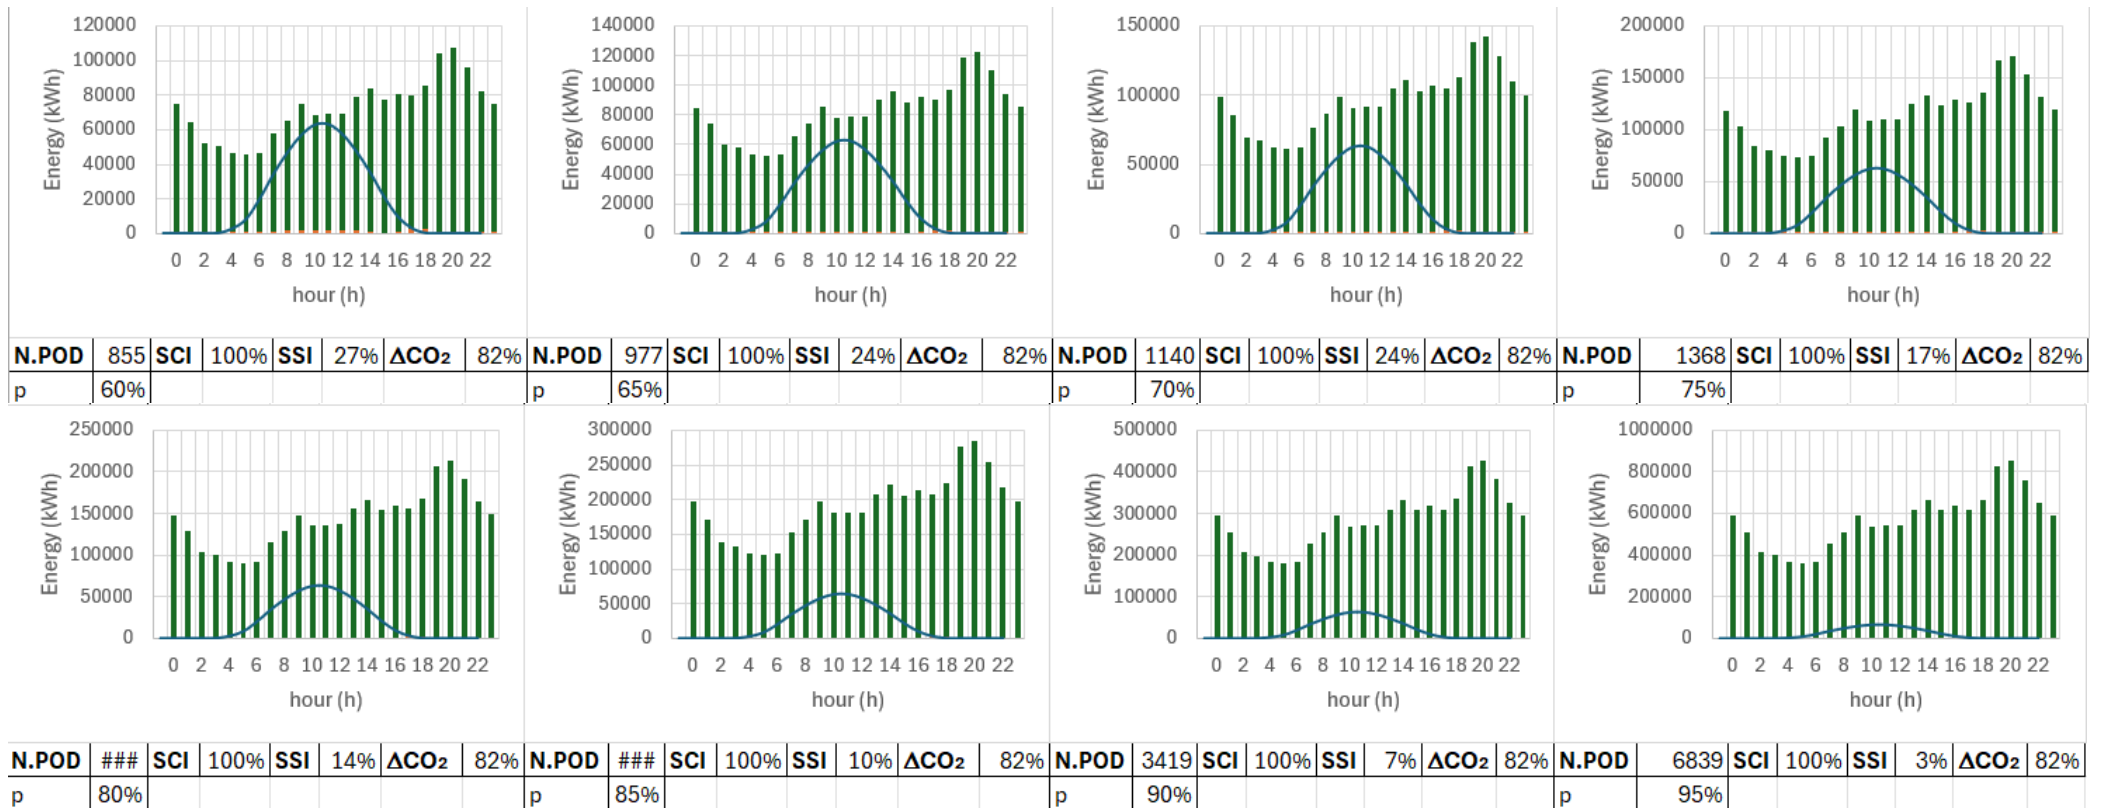 120000
100000
80000
60000
40000
20000
0
Energy (kWh)
0 2 4 6 8 10 12 14 16 18 20 22
hour (h)
140000
120000
100000
80000
60000
40000
20000
0
Energy (kWh)
0 2 4 6 8 10 12 14 16 18 20 22
hour (h)
150000
100000
50000
0
Energy (kWh)
0 2 4 6 8 10 12 14 16 18 20 22
hour (h)
200000
150000
100000
50000
0
Energy (kWh)
0 2 4 6 8 10 12 14 16 18 20 22
hour (h)
N.POD 855 SCI 100% SSI 27% ΔCO₂ 82% N.POD 977 SCI 100% SSI 24% ΔCO₂ 82% N.POD 1140 SCI 100% SSI 24% ΔCO₂ 82% N.POD 1368 SCI 100% SSI 17% ΔCO₂ 82%
p 60% p 65% p 70% p 75%
250000
200000
150000
100000
50000
0
Energy (kWh)
0 2 4 6 8 10 12 14 16 18 20 22
hour (h)
300000
250000
200000
150000
100000
50000
0
Energy (kWh)
0 2 4 6 8 10 12 14 16 18 20 22
hour (h)
500000
400000
300000
200000
100000
0
Energy (kWh)
0 2 4 6 8 10 12 14 16 18 20 22
hour (h)
1000000
800000
600000
400000
200000
0
Energy (kWh)
0 2 4 6 8 10 12 14 16 18 20 22
hour (h)
N.POD ### SCI 100% SSI 14% ΔCO₂ 82% N.POD ### SCI 100% SSI 10% ΔCO₂ 82% N.POD 3419 SCI 100% SSI 7% ΔCO₂ 82% N.POD 6839 SCI 100% SSI 3% ΔCO₂ 82%
p 80% p 85% p 90% p 95%